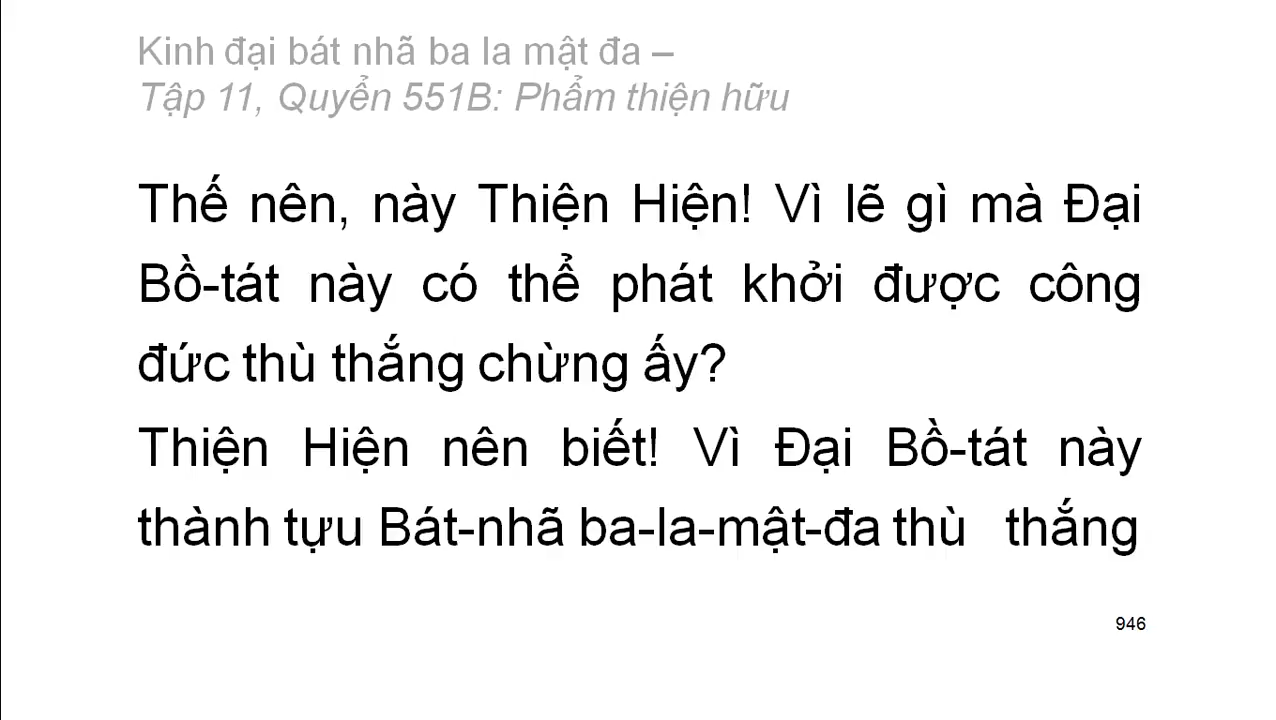 Kinh đại bát nhã ba la mật đa –
Tập 11, Quyển 551B: Phẩm thiện hữu
Thế nên, này Thiện Hiện! Vì lẽ gì mà Đại
Bồ-tát này có thể phát khởi được công
đức thù thắng chừng ấy?
Thiện Hiện nên biết! Vì Đại Bồ-tát này
thành tựu Bát-nhã ba-la-mật-đa thù thắng
946